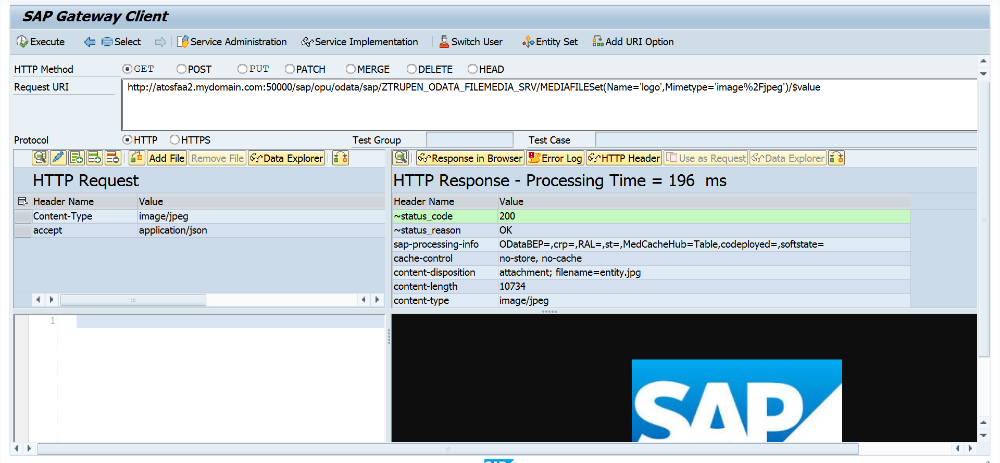 SAP Gateway Client
Execute Select Service Administration Service Implementation Switch User Entity Set Add URI Option
HTTP Method GET POST PUT PATCH MERGE DELETE HEAD
Request URI http://atosfaa2.mydomain.com:50000/sap/opu/odata/sap/ZTRUPEN_ODATA_FILEMEDIA_SRV/MEDIAFILESet(Name='logo',Mimetype='image%2Fjpeg')/$value
Protocol HTTP HTTPS Test Group Test Case
Add File Remove File Data Explorer
HTTP Request
Header Name Value
Content-Type image/jpeg
accept application/json
1
Response in Browser Error Log HTTP Header Use as Request Data Explorer
HTTP Response - Processing Time = 196 ms
Header Name Value
~status_code 200
~status_reason OK
sap-processing-info ODataBEP=,crp=,RAL=,st=,MedCacheHub=Table,codeployed=,softstate=
cache-control no-store, no-cache
content-disposition attachment; filename=entity.jpg
content-length 10734
content-type image/jpeg
SAP
SAP